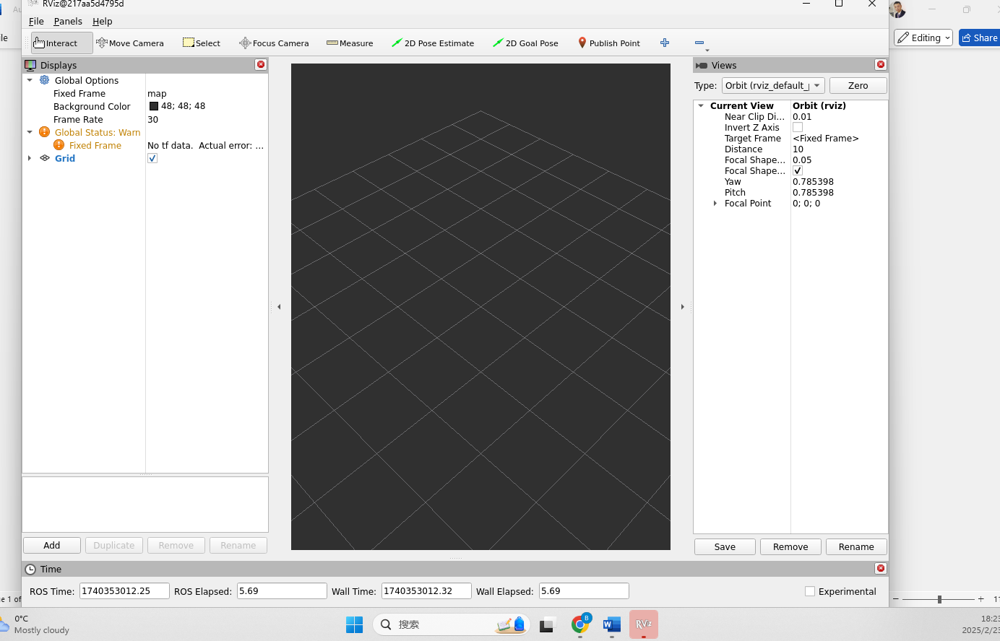 Au
RViz@217aa5d4795d
File Panels Help
le
Editing
Share
Interact Move Camera Select Focus Camera Measure 2D Pose Estimate 2D Goal Pose Publish Point
Displays
Global Options
Fixed Frame map
Background Color 48; 48; 48
Frame Rate 30
Global Status: Warn
Fixed Frame No tf data.  Actual error: ...
Grid
Add Duplicate Remove Rename
Views
Type: Orbit (rviz_default_ Zero
Current View Orbit (rviz)
Near Clip Di... 0.01
Invert Z Axis
Target Frame <Fixed Frame>
Distance 10
Focal Shape... 0.05
Focal Shape...
Yaw 0.785398
Pitch 0.785398
Focal Point 0; 0; 0
Save Remove Rename
Time
ROS Time: 1740353012.25 ROS Elapsed: 5.69 Wall Time: 1740353012.32 Wall Elapsed: 5.69 Experimental
e 1 of
11
0°C
Mostly cloudy
搜索
B
W
RViz
18:23
2025/2/23